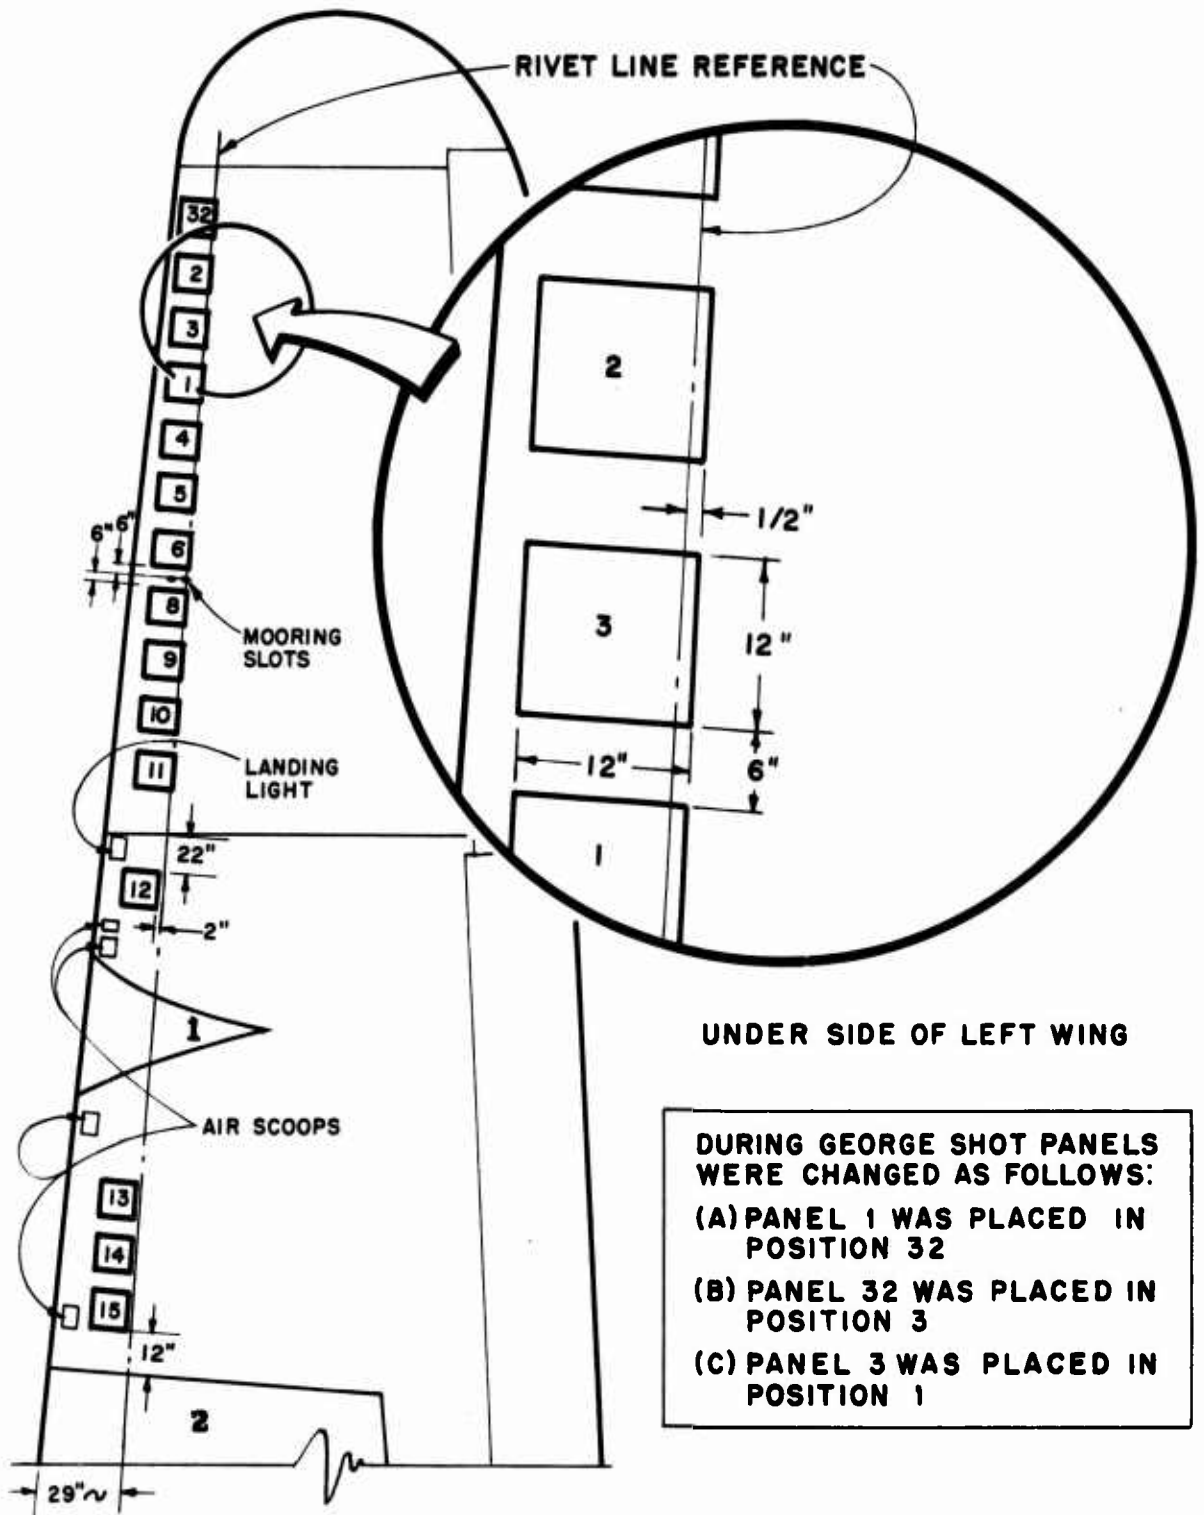 RIVET LINE REFERENCE
32
2
3
1
4
5
6" 6"
6
8
MOORING
SLOTS
9
10
11
LANDING
LIGHT
22"
12
2"
1
AIR SCOOPS
13
14
15
12"
2
29"~
2
1/2"
3
12"
12"
6"
1
UNDER SIDE OF LEFT WING
DURING GEORGE SHOT PANELS
WERE CHANGED AS FOLLOWS:
(A) PANEL 1 WAS PLACED IN
POSITION 32
(B) PANEL 32 WAS PLACED IN
POSITION 3
(C) PANEL 3 WAS PLACED IN
POSITION 1